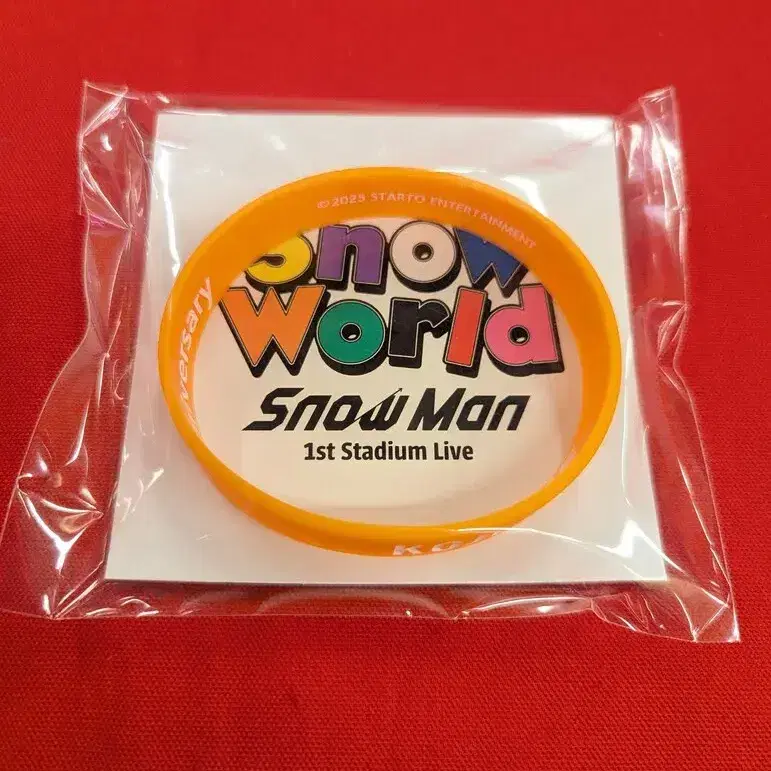 © 2025 STARTO ENTERTAINMENT
Snow
World
Snow Man
1st Stadium Live